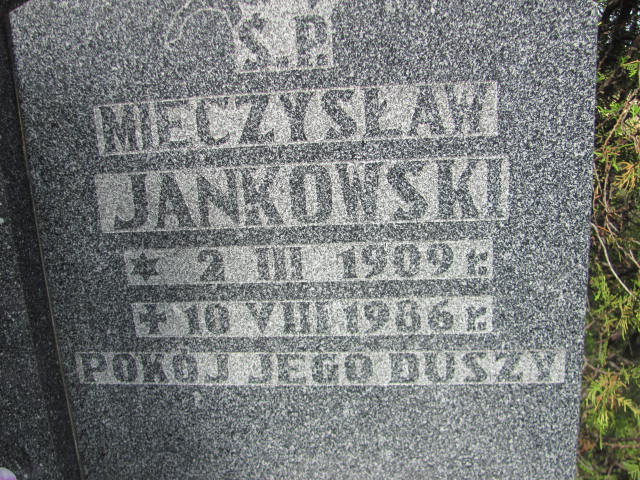 Ś.P.
MIECZYSŁAW
JANKOWSKI
* 2 III 1909 r.
+ 18 VIII 1986 r.
POKÓJ JEGO DUSZY